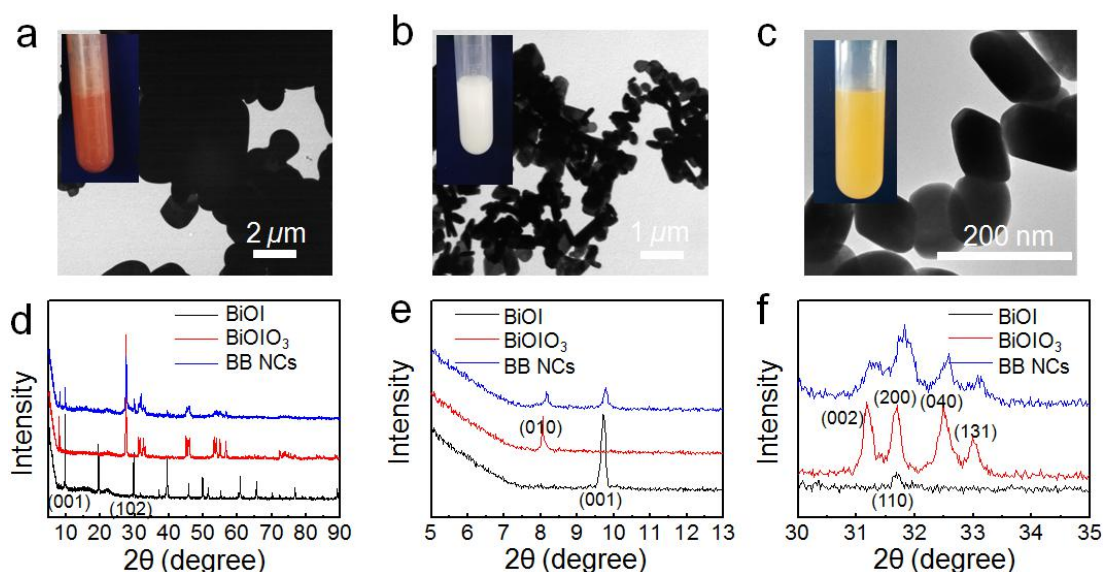 a
b
c
2 µm
1 µm
200 nm
d
BiOI
BiOIO₃
BB NCs
Intensity
(001)
(102)
10 20 30 40 50 60 70 80 90
2θ (degree)
e
BiOI
BiOIO₃
BB NCs
Intensity
(010)
(001)
5 6 7 8 9 10 11 12 13
2θ (degree)
f
BiOI
BiOIO₃
BB NCs
Intensity
(002)
(200)
(040)
(131)
(110)
30 31 32 33 34 35
2θ (degree)